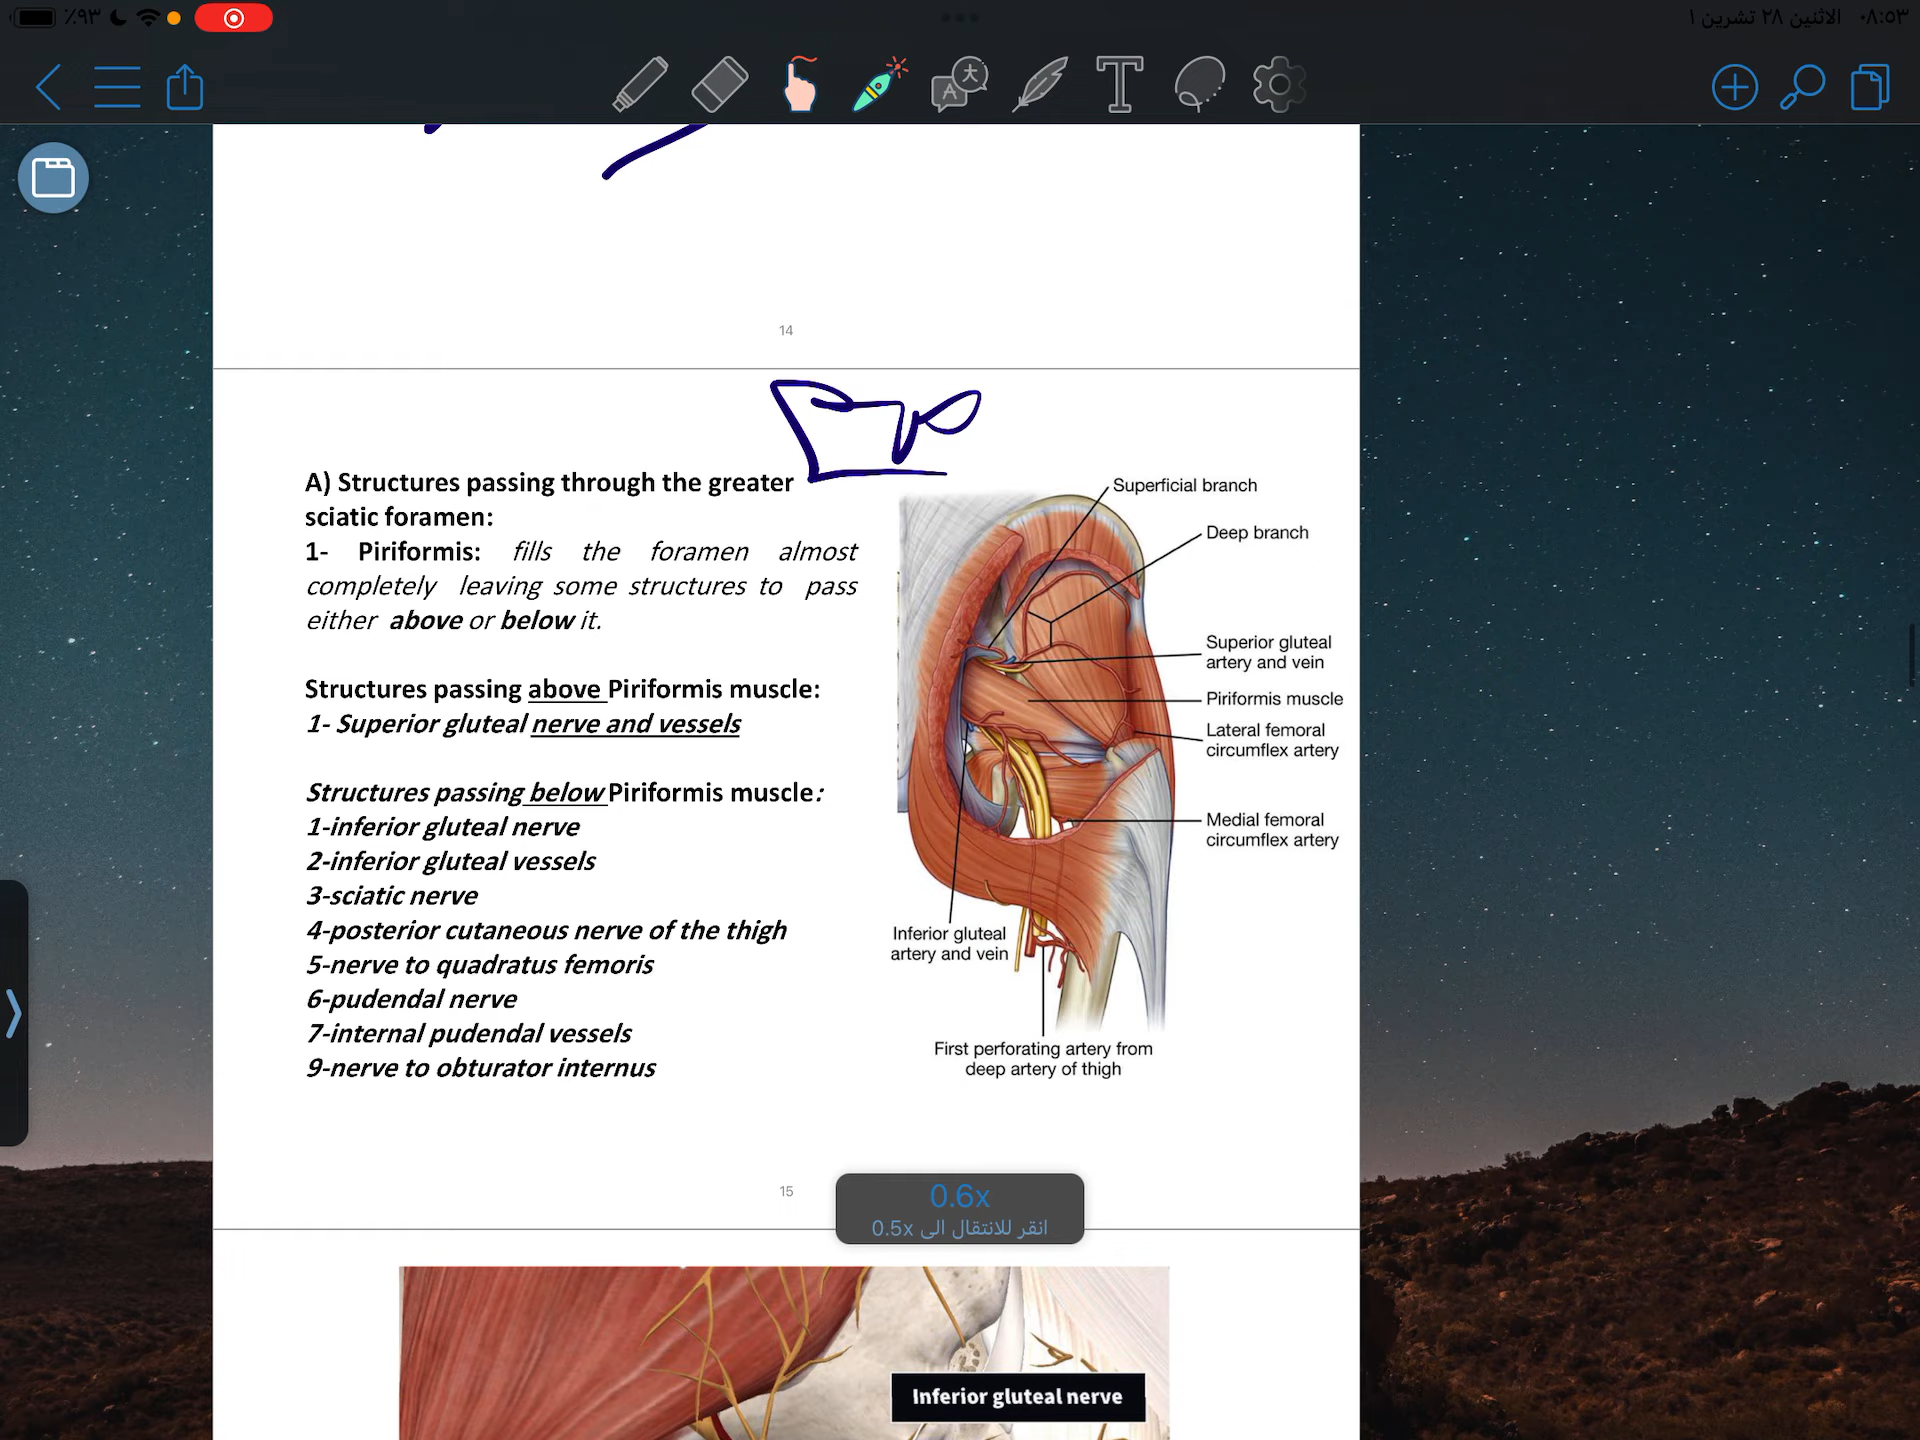 ٪٩٣
٠٨:٥٣ الاثنين ٢٨ تشرين ١
14
A) Structures passing through the greater
sciatic foramen:
1- Piriformis: fills the foramen almost
completely leaving some structures to pass
either above or below it.
Structures passing above Piriformis muscle:
1- Superior gluteal nerve and vessels
Structures passing below Piriformis muscle:
1-inferior gluteal nerve
2-inferior gluteal vessels
3-sciatic nerve
4-posterior cutaneous nerve of the thigh
5-nerve to quadratus femoris
6-pudendal nerve
7-internal pudendal vessels
9-nerve to obturator internus
Superficial branch
Deep branch
Superior gluteal
artery and vein
Piriformis muscle
Lateral femoral
circumflex artery
Medial femoral
circumflex artery
Inferior gluteal
artery and vein
First perforating artery from
deep artery of thigh
15
0.6x
انقر للانتقال الى 0.5x
Inferior gluteal nerve